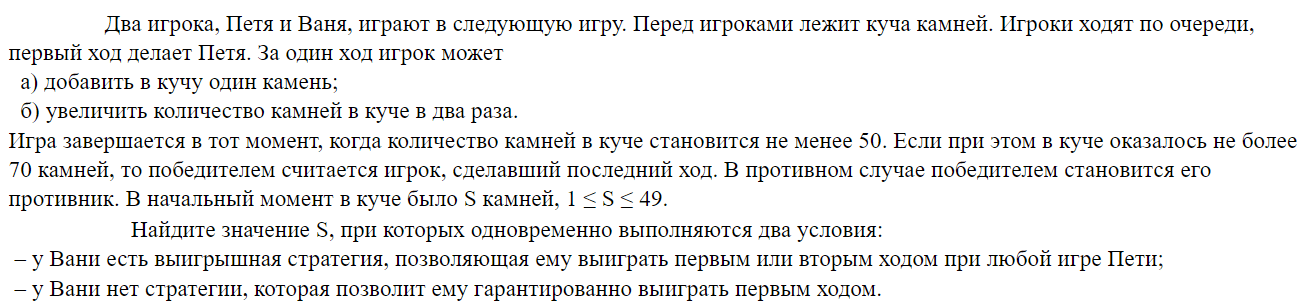 Два игрока, Петя и Ваня, играют в следующую игру. Перед игроками лежит куча камней. Игроки ходят по очереди,
первый ход делает Петя. За один ход игрок может
а) добавить в кучу один камень;
б) увеличить количество камней в куче в два раза.
Игра завершается в тот момент, когда количество камней в куче становится не менее 50. Если при этом в куче оказалось не более
70 камней, то победителем считается игрок, сделавший последний ход. В противном случае победителем становится его
противник. В начальный момент в куче было S камней, 1 ≤ S ≤ 49.
Найдите значение S, при которых одновременно выполняются два условия:
– у Вани есть выигрышная стратегия, позволяющая ему выиграть первым или вторым ходом при любой игре Пети;
– у Вани нет стратегии, которая позволит ему гарантированно выиграть первым ходом.